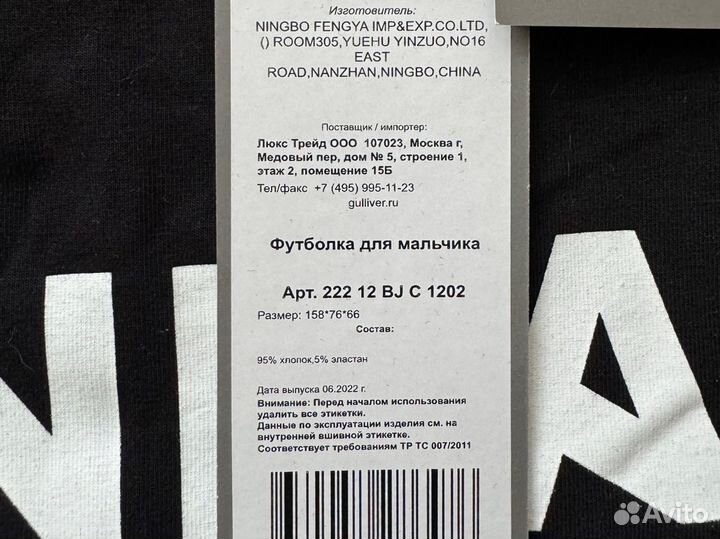 Изготовитель:
NINGBO FENGYA IMP&EXP.CO.LTD,
() ROOM305,YUEHU YINZUO,NO16
EAST
ROAD,NANZHAN,NINGBO,CHINA
Поставщик / импортер:
Люкс Трейд ООО 107023, Москва г,
Медовый пер, дом № 5, строение 1,
этаж 2, помещение 15Б
Тел/факс +7 (495) 995-11-23
gulliver.ru
Футболка для мальчика
Арт. 222 12 BJ C 1202
Размер: 158*76*66
Состав:
95% хлопок,5% эластан
Дата выпуска 06.2022 г.
Внимание: Перед началом использования
удалить все этикетки.
Данные по эксплуатации изделия см. на
внутренней вшивной этикетке.
Соответствует требованиям ТР ТС 007/2011
Avito